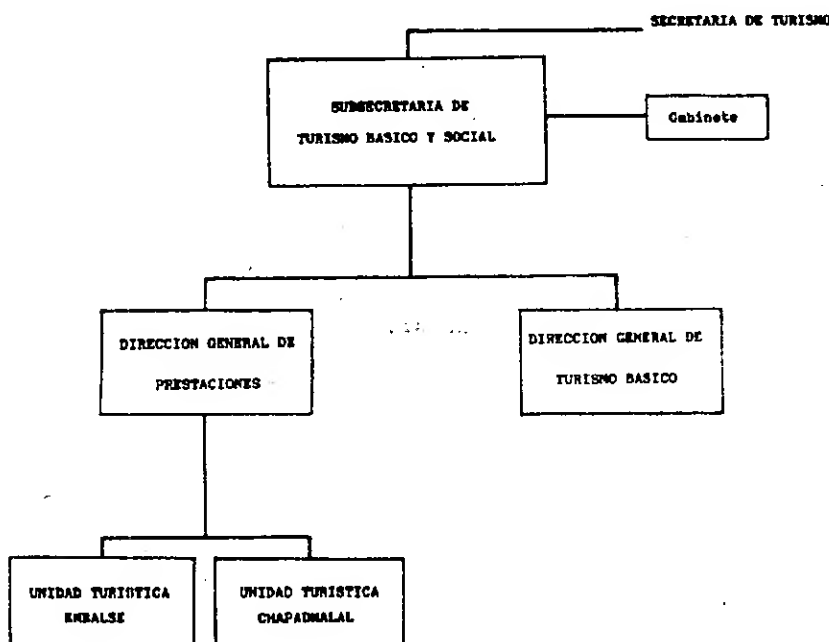 SECRETARIA DE TURISMO
SUBSECRETARIA DE
TURISMO BASICO Y SOCIAL
Gabinete
DIRECCION GENERAL DE
PRESTACIONES
DIRECCION GENERAL DE
TURISMO BASICO
UNIDAD TURISTICA
EMBALSE
UNIDAD TURISTICA
CHAPADMALAL